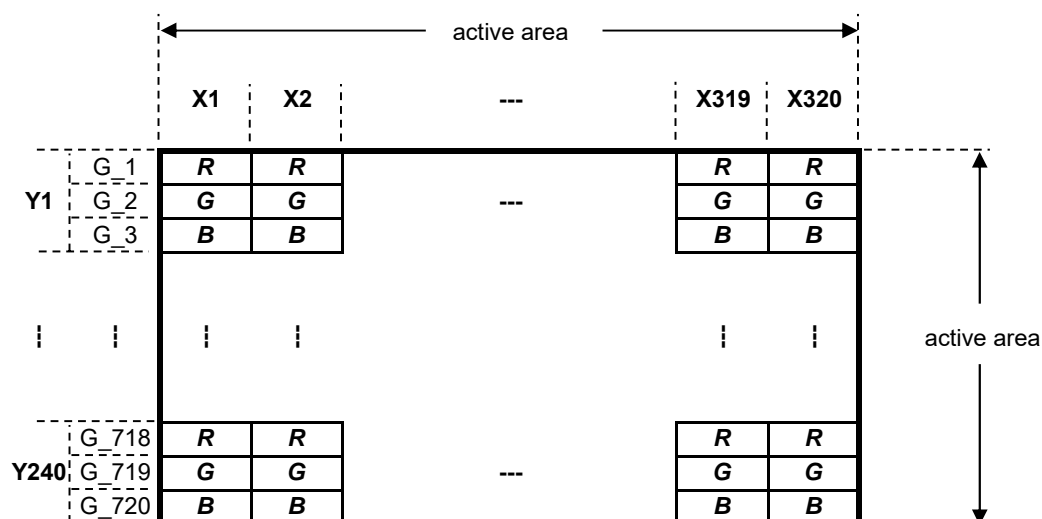 active area
X1 X2 --- X319 X320
G_1 R R R R
Y1 G_2 G G --- G G
G_3 B B B B
active area
G_718 R R R R
Y240 G_719 G G --- G G
G_720 B B B B